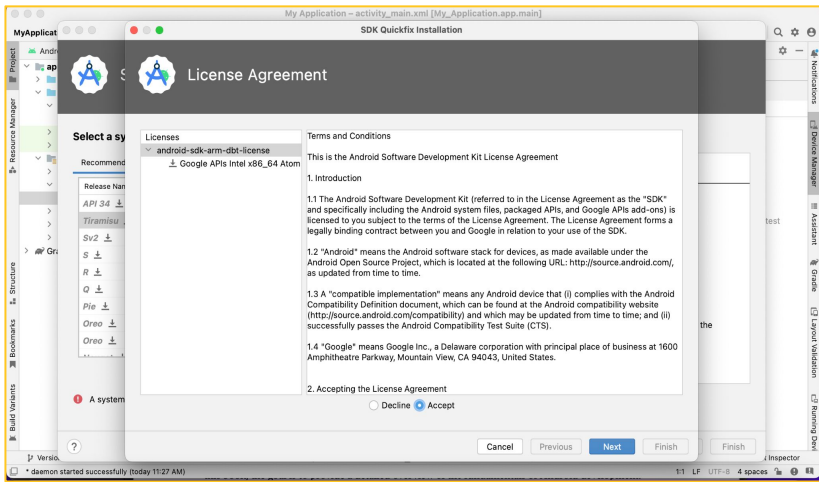 My Application – activity_main.xml [My_Application.app.main]
SDK Quickfix Installation
MyApplicat
License Agreement
Project
Resource Manager
Structure
Bookmarks
Build Variants
Andr
ap
Gra
Select a sy
Recommend
Release Nan
API 34
Tiramisu
Sv2
S
R
Q
Pie
Oreo
Oreo
A system
?
Licenses
android-sdk-arm-dbt-license
Google APIs Intel x86_64 Atom
Terms and Conditions
This is the Android Software Development Kit License Agreement
1. Introduction
1.1 The Android Software Development Kit (referred to in the License Agreement as the "SDK"
and specifically including the Android system files, packaged APIs, and Google APIs add-ons) is
licensed to you subject to the terms of the License Agreement. The License Agreement forms a
legally binding contract between you and Google in relation to your use of the SDK.
1.2 "Android" means the Android software stack for devices, as made available under the
Android Open Source Project, which is located at the following URL: http://source.android.com/,
as updated from time to time.
1.3 A "compatible implementation" means any Android device that (i) complies with the Android
Compatibility Definition document, which can be found at the Android compatibility website
(http://source.android.com/compatibility) and which may be updated from time to time; and (ii)
successfully passes the Android Compatibility Test Suite (CTS).
1.4 "Google" means Google Inc., a Delaware corporation with principal place of business at 1600
Amphitheatre Parkway, Mountain View, CA 94043, United States.
2. Accepting the License Agreement
Decline Accept
Cancel Previous Next Finish
Finish
test
the
Notifications
Device Manager
Assistant
Gradle
Layout Validation
Running Devi
Versio
Inspector
* daemon started successfully (today 11:27 AM)
1:1 LF UTF-8 4 spaces